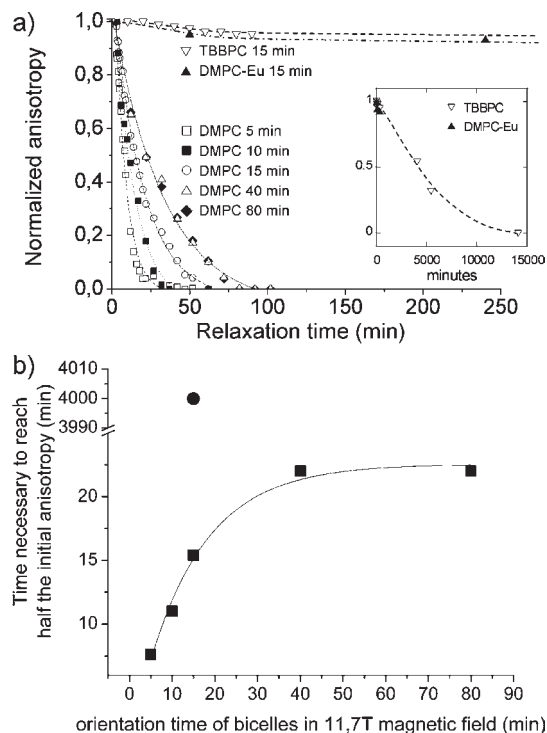 a)
Normalized anisotropy
1,0
0,8
0,6
0,4
0,2
0,0
TBBPC 15 min
DMPC-Eu 15 min
DMPC 5 min
DMPC 10 min
DMPC 15 min
DMPC 40 min
DMPC 80 min
1
0,5
0
TBBPC
DMPC-Eu
0 5000 10000 15000
minutes
0 50 100 150 200 250
Relaxation time (min)
b)
Time necessary to reach
half the initial anisotropy (min)
4010
4000
3990
20
15
10
0 10 20 30 40 50 60 70 80 90
orientation time of bicelles in 11,7T magnetic field (min)